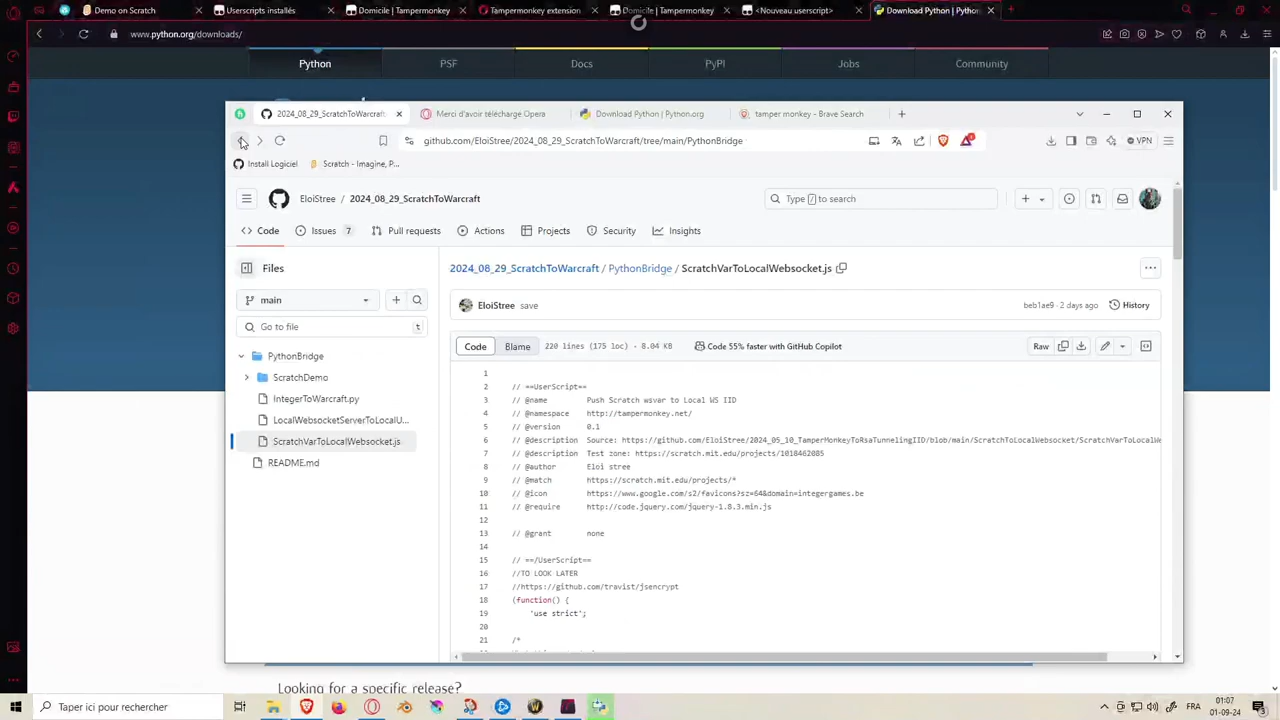 Demo on Scratch
Userscripts installés
Domicile | Tampermonkey
Tampermonkey extension
Domicile | Tampermonkey
<Nouveau userscript>
Download Python | Python
www.python.org/downloads/
Python
PSF
Docs
PyPI
Jobs
Community
2024_08_29_ScratchToWarcraft
Merci d'avoir téléchargé Opera
Download Python | Python.org
tamper monkey - Brave Search
github.com/EloiStree/2024_08_29_ScratchToWarcraft/tree/main/PythonBridge
VPN
Install Logiciel
Scratch - Imagine, P...
EloiStree / 2024_08_29_ScratchToWarcraft
Type / to search
Code
Issues 7
Pull requests
Actions
Projects
Security
Insights
Files
2024_08_29_ScratchToWarcraft / PythonBridge / ScratchVarToLocalWebsocket.js
main
EloiStree save
beb1ae9 · 2 days ago
History
Go to file
t
Code
Blame
220 lines (175 loc) · 8.04 KB
Code 55% faster with GitHub Copilot
Raw
PythonBridge
ScratchDemo
IntegerToWarcraft.py
LocalWebsocketServerToLocalU...
ScratchVarToLocalWebsocket.js
README.md
1
2 // ==UserScript==
3 // @name Push Scratch wsvar to Local WS IID
4 // @namespace http://tampermonkey.net/
5 // @version 0.1
6 // @description Source: https://github.com/EloiStree/2024_05_10_TamperMonkeyToRsaTunnelingIID/blob/main/ScratchToLocalWebsocket/ScratchVarToLocalWe
7 // @description Test zone: https://scratch.mit.edu/projects/1018462085
8 // @author Eloi stree
9 // @match https://scratch.mit.edu/projects/*
10 // @icon https://www.google.com/s2/favicons?sz=64&domain=integergames.be
11 // @require http://code.jquery.com/jquery-1.8.3.min.js
12
13 // @grant none
14
15 // ==/UserScript==
16 //TO LOOK LATER
17 //https://github.com/travist/jsencrypt
18 (function() {
19 'use strict';
20
21 /*
Looking for a specific release?
Taper ici pour rechercher
FRA
01:07
01-09-24